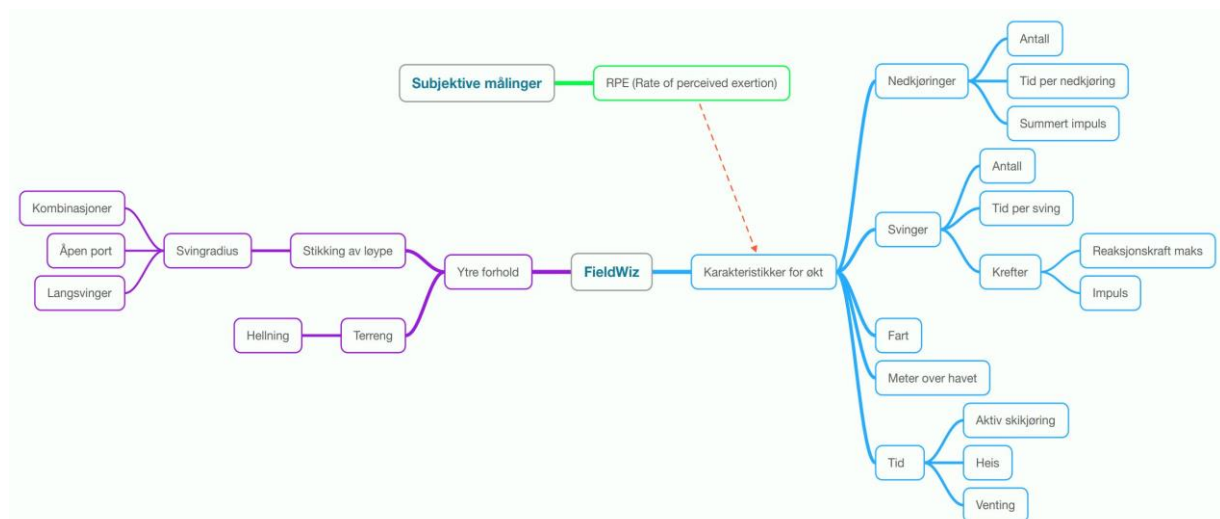 Subjektive målinger
RPE (Rate of perceived exertion)
Kombinasjoner
Åpen port
Langsvinger
Svingradius
Stikking av løype
Hellning
Terreng
Ytre forhold
FieldWiz
Karakteristikker for økt
Nedkjøringer
Antall
Tid per nedkjøring
Summert impuls
Svinger
Antall
Tid per sving
Krefter
Reaksjonskraft maks
Impuls
Fart
Meter over havet
Tid
Aktiv skikjøring
Heis
Venting